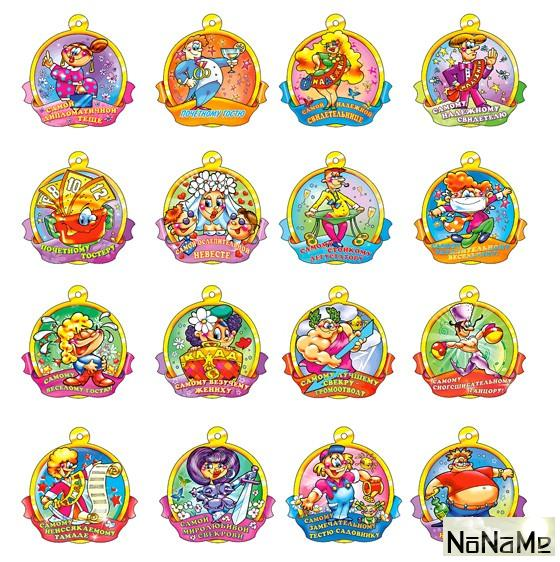 САМОЙ
ДИПЛОМАТИЧНОЙ
ТЕЩЕ
ПОЧЕТНОМУ ГОСТЮ
САМОЙ
НАДЕЖНОЙ
СВИДЕТЕЛЬНИЦЕ
САМОМУ
НАДЕЖНОМУ
СВИДЕТЕЛЮ
ПОЧЕТНОМУ
ТОСТЕРУ
САМОЙ ОСЛЕПИТЕЛЬНОЙ
НЕВЕСТЕ
САМОМУ
СТОЙКОМУ
ДЕГУСТАТОРУ
САМОМУ
САМОМУ
ВЕСЕЛОМУ ГОСТЮ
КЛАД
САМОМУ ВЕЗУЧЕМУ
ЖЕНИХУ
САМОМУ ЛУЧШЕМУ
СВЕКРУ
ГРОМООТВОДУ
САМОМУ
СНОГСШИБАТЕЛЬНОМУ
ТАНЦОРУ
САМОМУ
НЕИССЯКАЕМОМУ
ТАМАДЕ
САМОЙ
МИРОЛЮБИВОЙ
СВЕКРОВИ
САМОМУ
ЗАМЕЧАТЕЛЬНОМУ
ТЕСТЮ САДОВНИКУ
NoNaMe